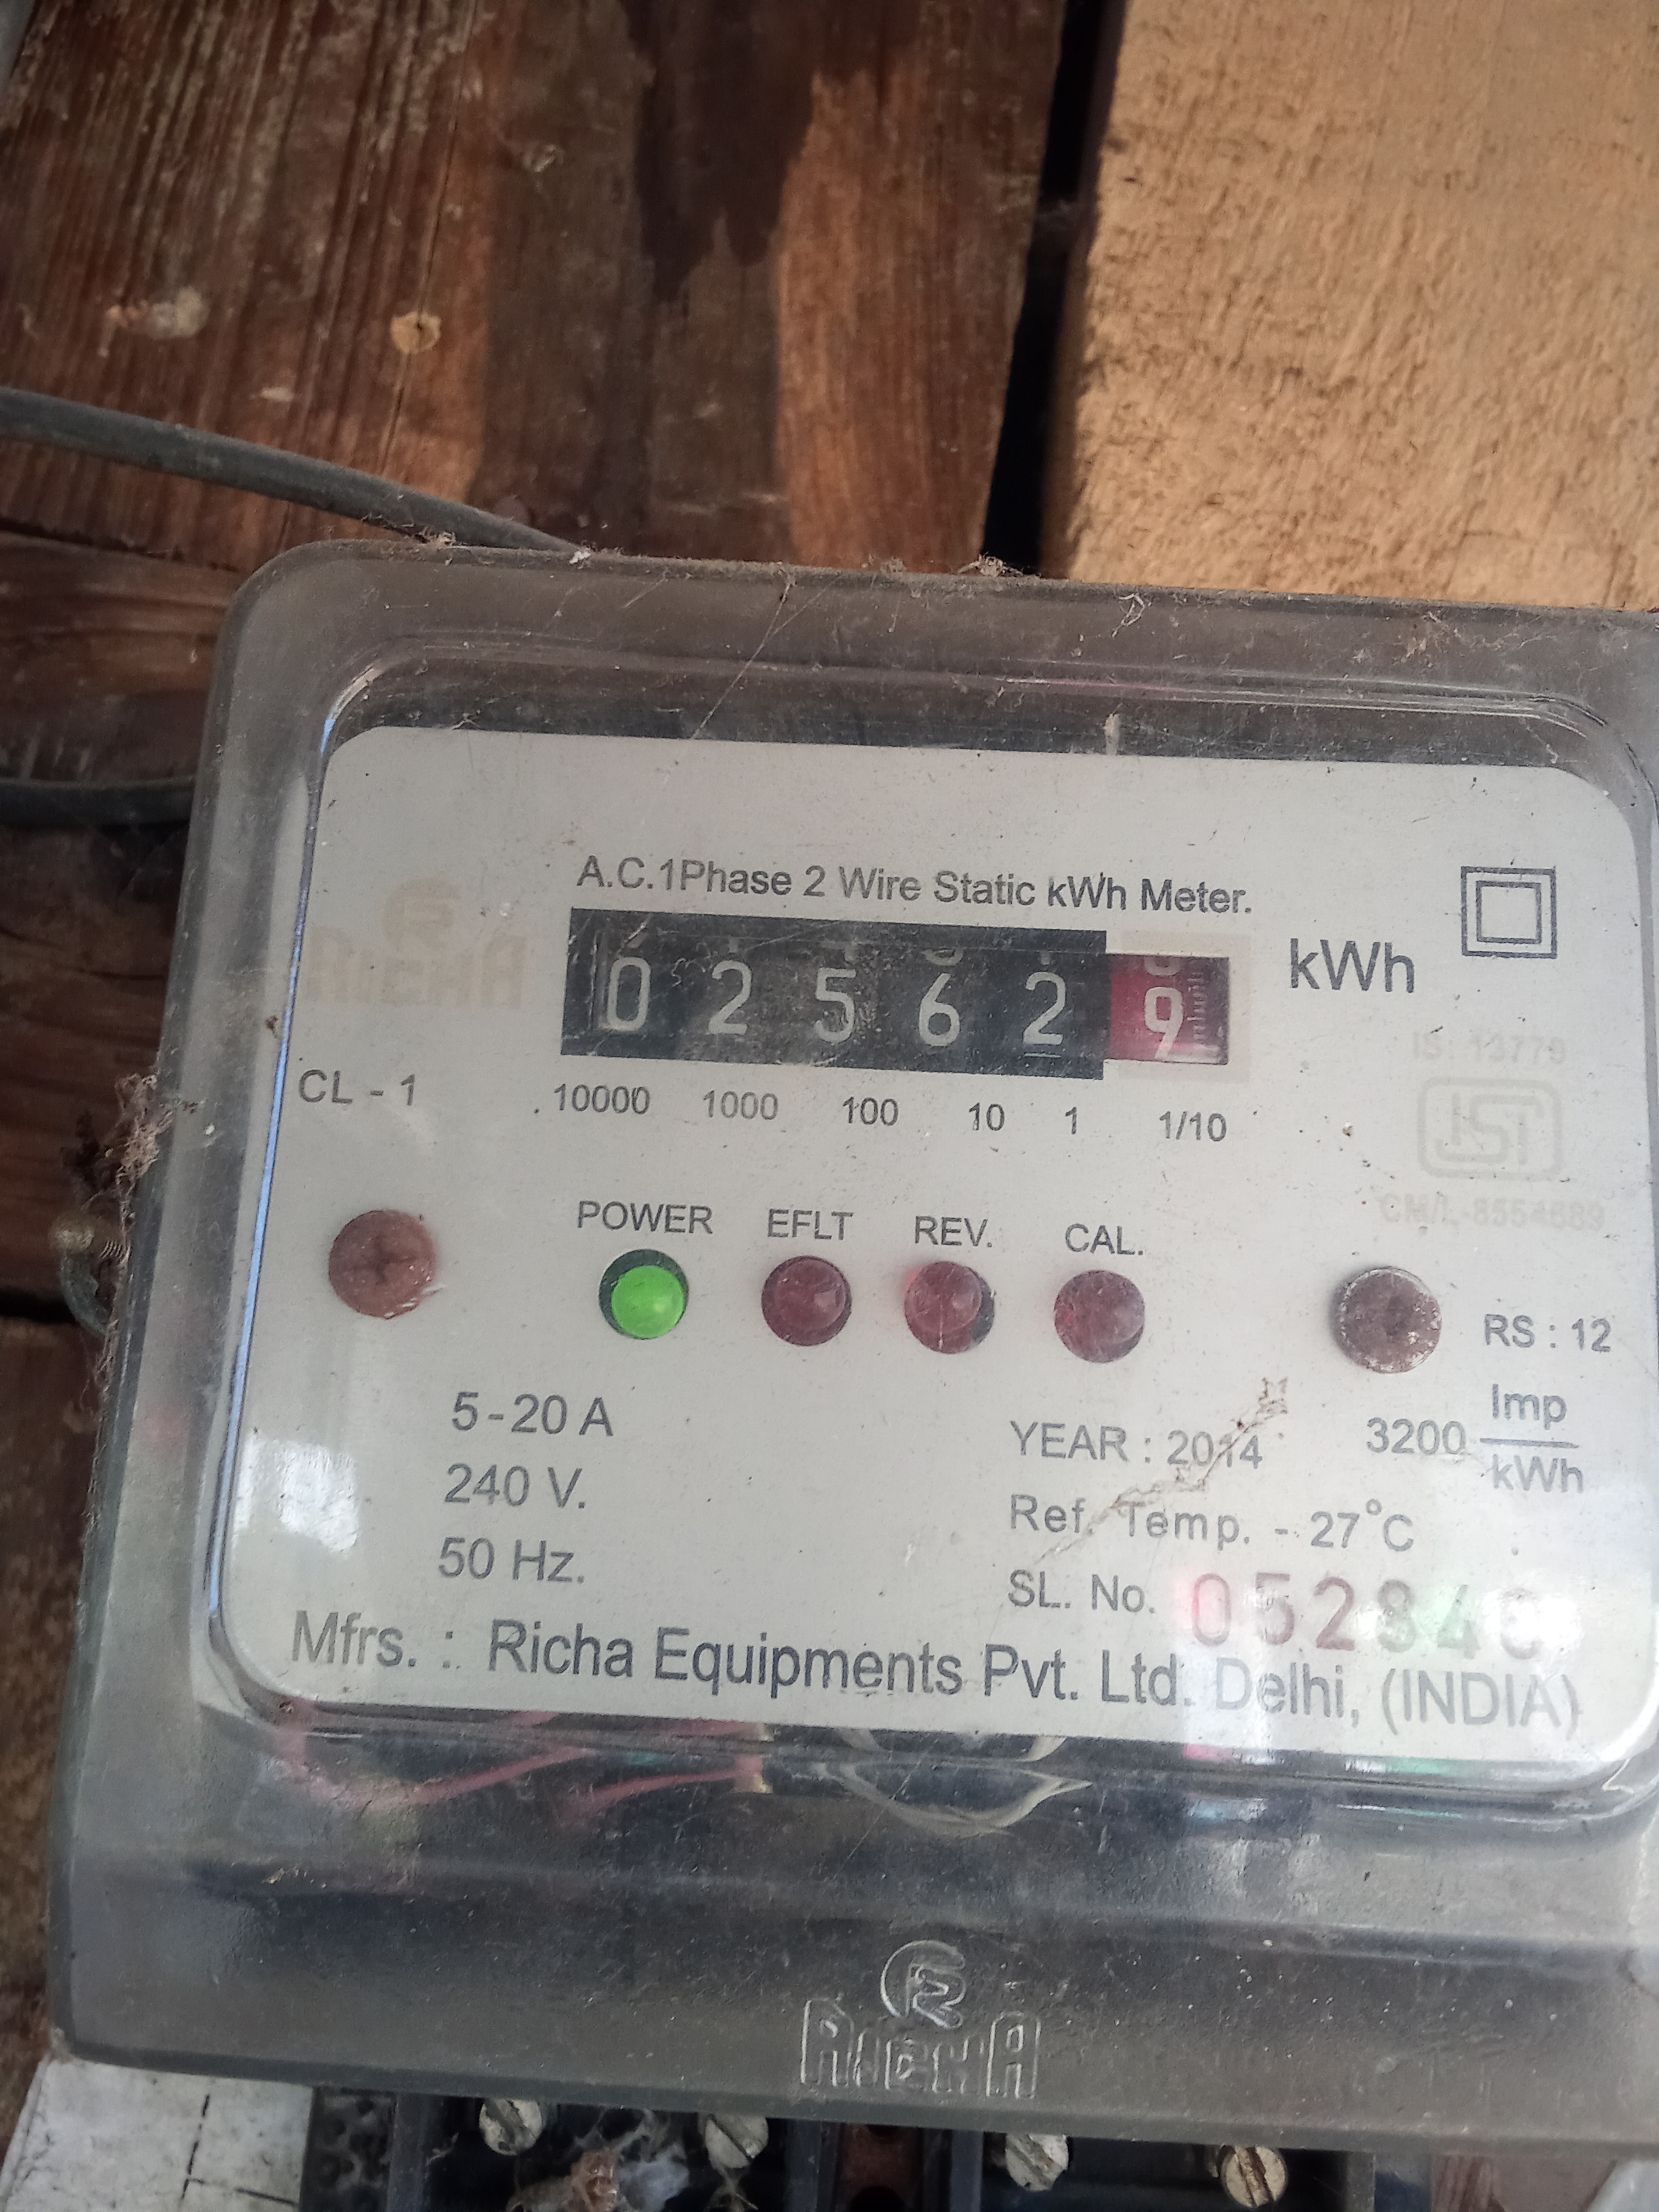 RICHA
A.C.1Phase 2 Wire Static kWh Meter.
0 2 5 6 2 9 kWh
10000 1000 100 10 1 1/10
CL - 1
IS: 13779
ISI
CM/L-8554689
POWER EFLT REV. CAL.
RS : 12
5-20 A
240 V.
50 Hz.
YEAR : 2014
3200 Imp/kWh
Ref. Temp. - 27°C
SL. No.
Mfrs. : Richa Equipments Pvt. Ltd. Delhi, (INDIA)
RICHA